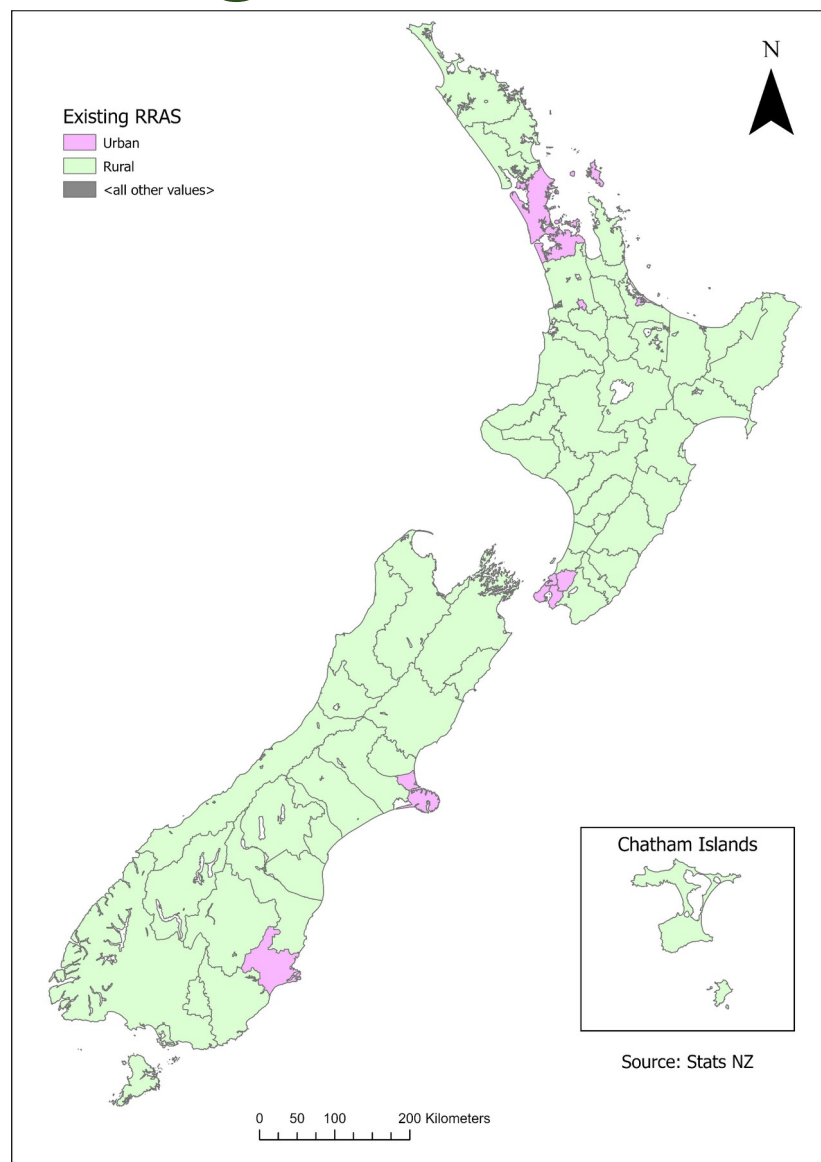 N
Existing RRAS
Urban
Rural
<all other values>
Chatham Islands
Source: Stats NZ
0 50 100 200 Kilometers